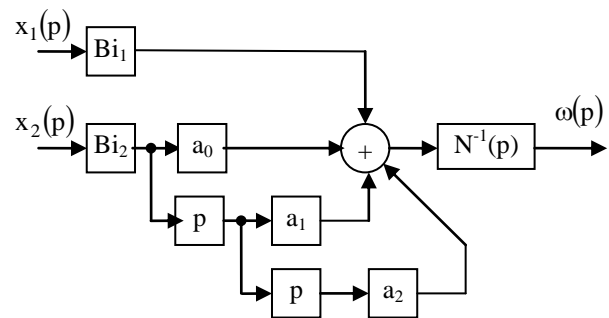 x₁(p)
Bi₁
x₂(p)
Bi₂
a₀
+
N⁻¹(p)
ω(p)
p
a₁
p
a₂